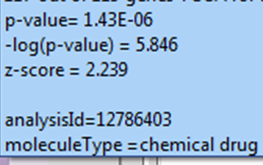 p-value= 1.43E-06
-log(p-value) = 5.846
z-score = 2.239
analysisId=12786403
moleculeType =chemical drug